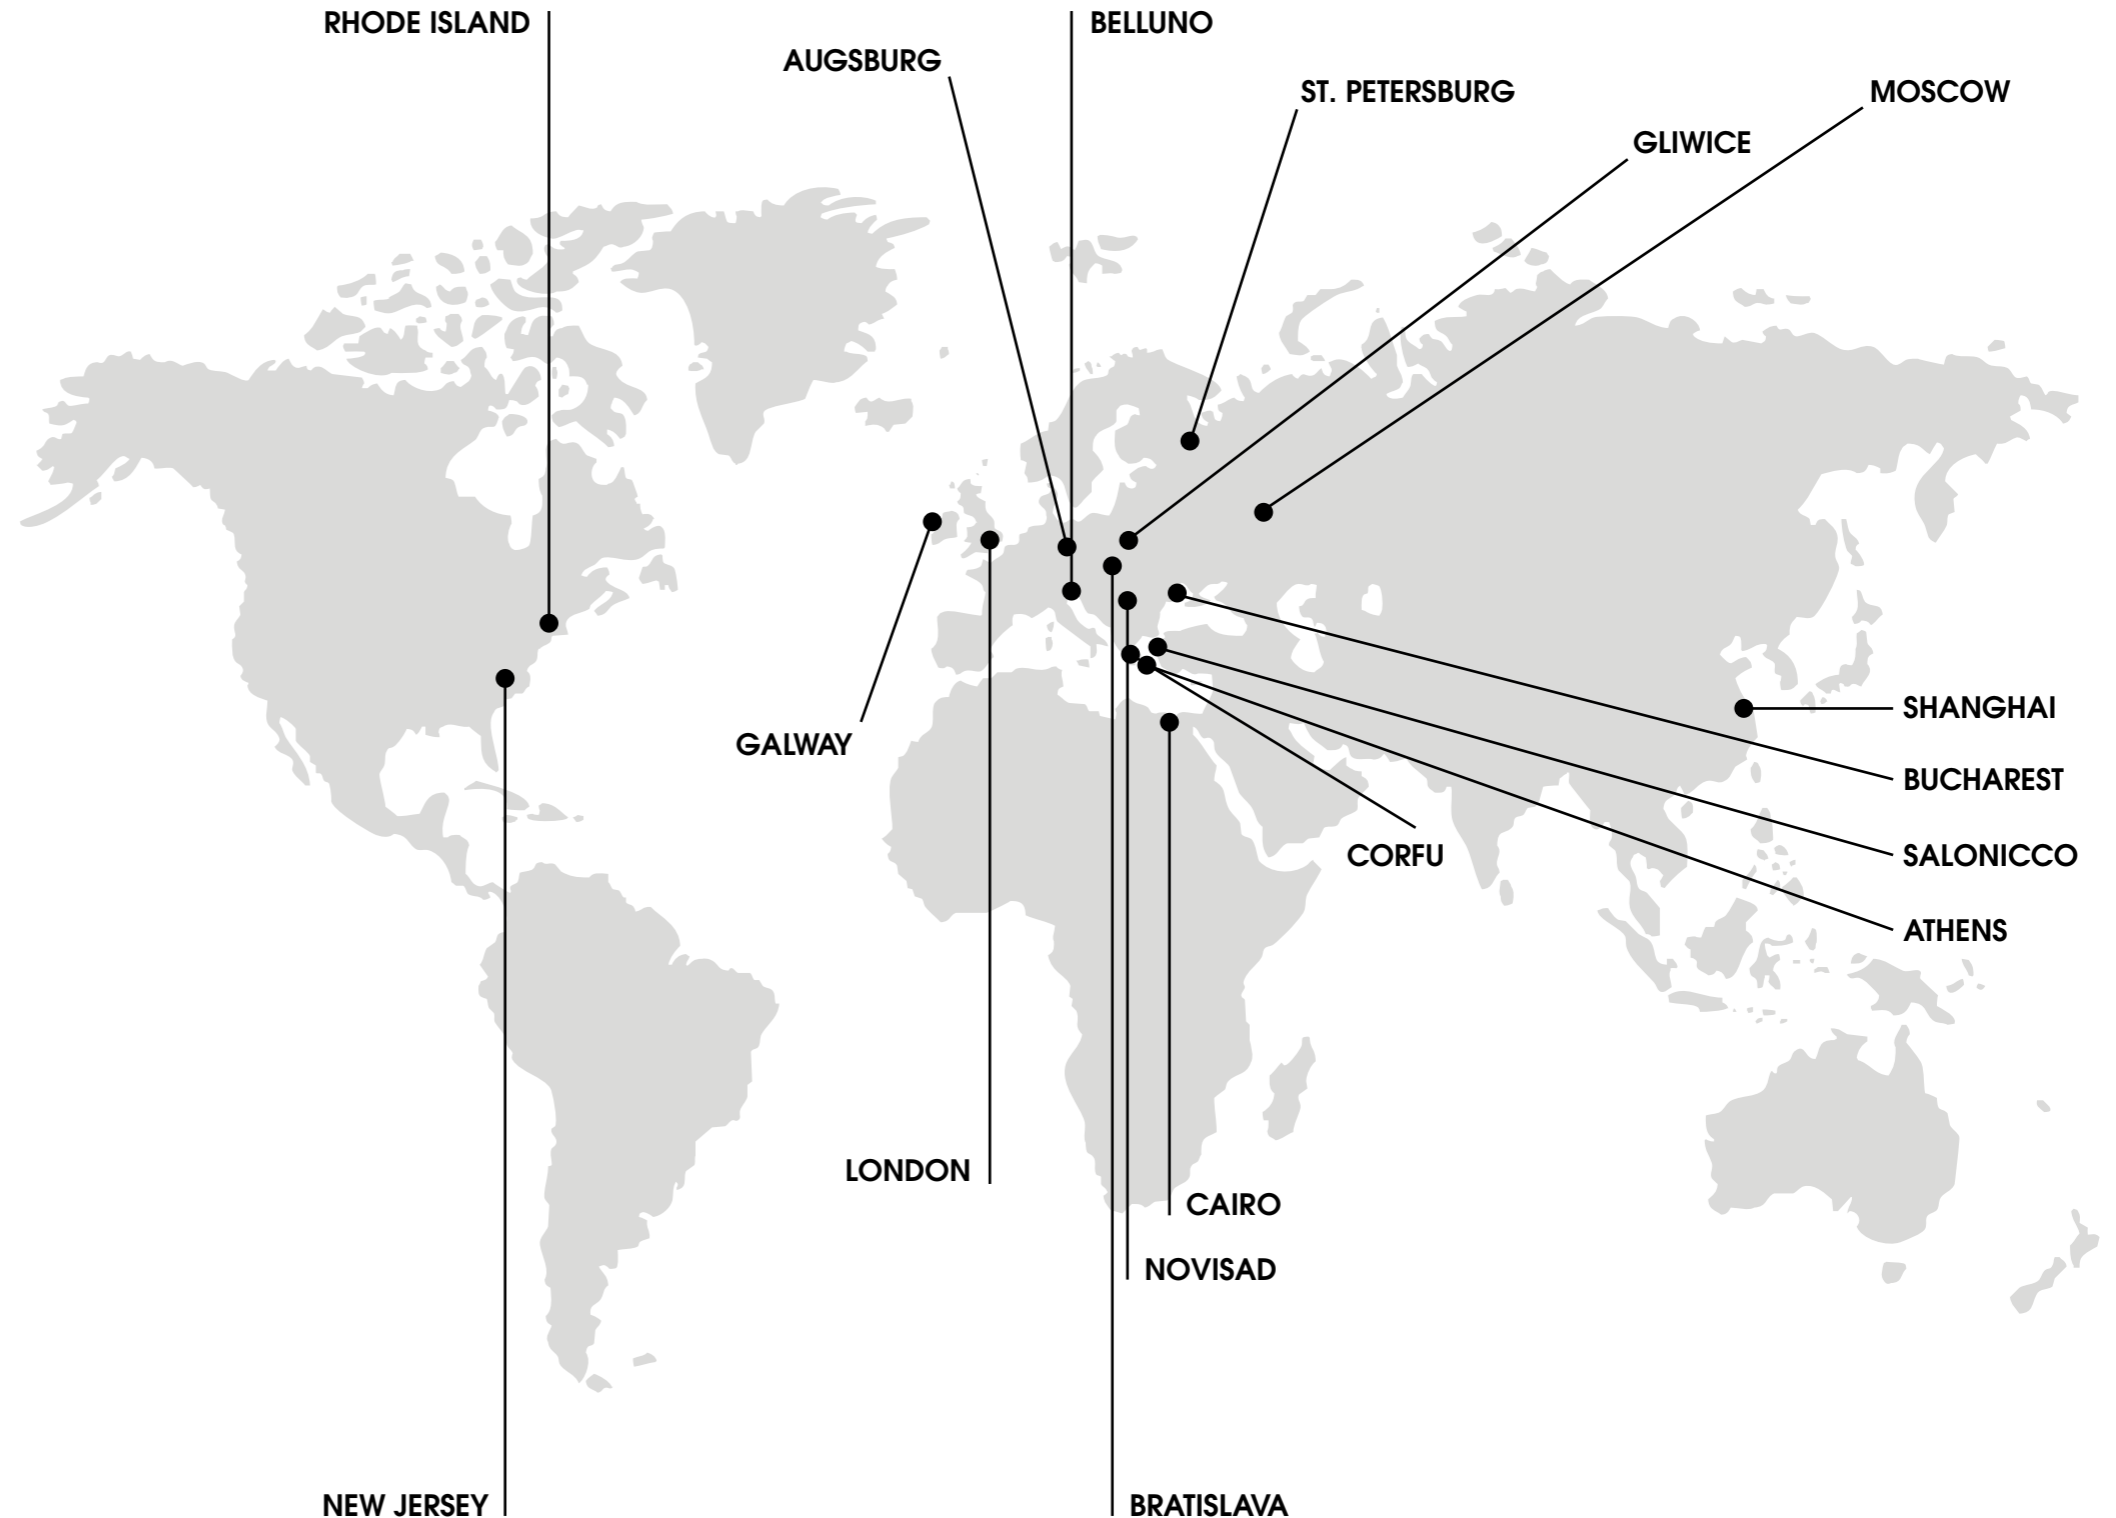 RHODE ISLAND
BELLUNO
AUGSBURG
ST. PETERSBURG
MOSCOW
GLIWICE
SHANGHAI
GALWAY
BUCHAREST
CORFU
SALONICCO
ATHENS
LONDON
CAIRO
NOVISAD
NEW JERSEY
BRATISLAVA